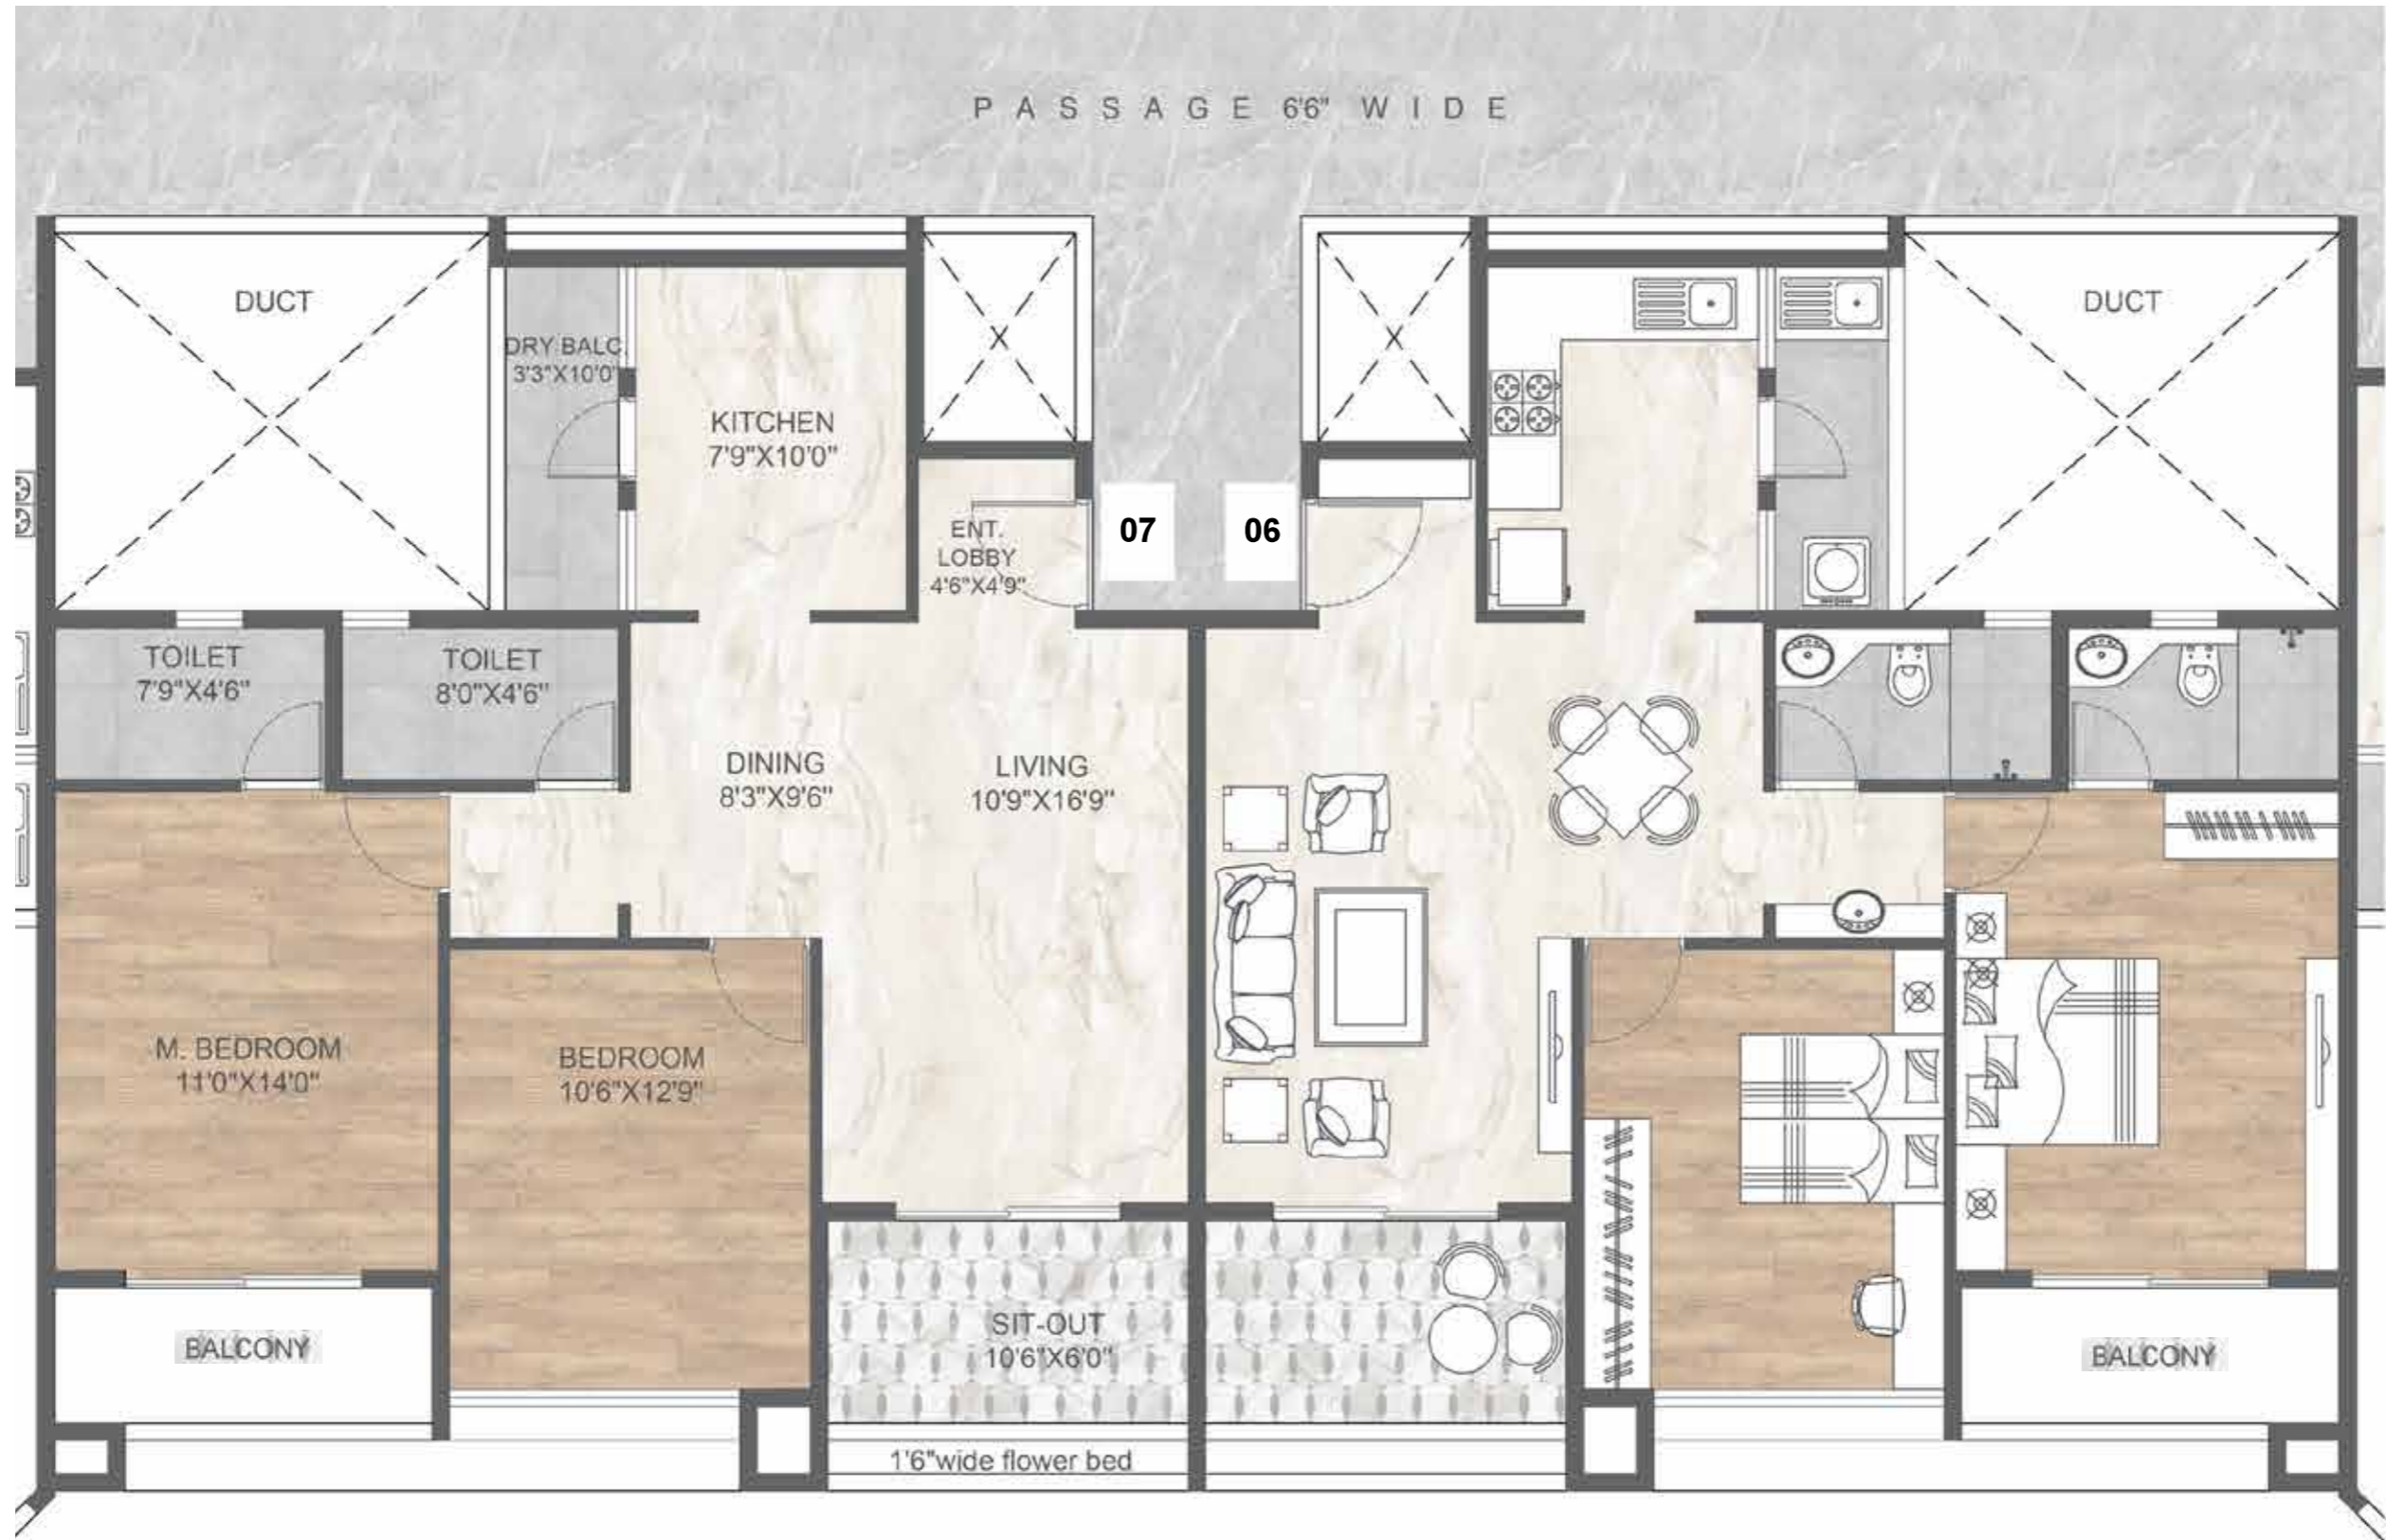 PASSAGE 6'6" WIDE
DUCT
DRY BALC.
3'3"X10'0"
KITCHEN
7'9"X10'0"
X
X
DUCT
ENT.
LOBBY
4'6"X4'9"
07
06
TOILET
7'9"X4'6"
TOILET
8'0"X4'6"
DINING
8'3"X9'6"
LIVING
10'9"X16'9"
M. BEDROOM
11'0"X14'0"
BEDROOM
10'6"X12'9"
SIT-OUT
10'6"X6'0"
BALCONY
BALCONY
1'6"wide flower bed